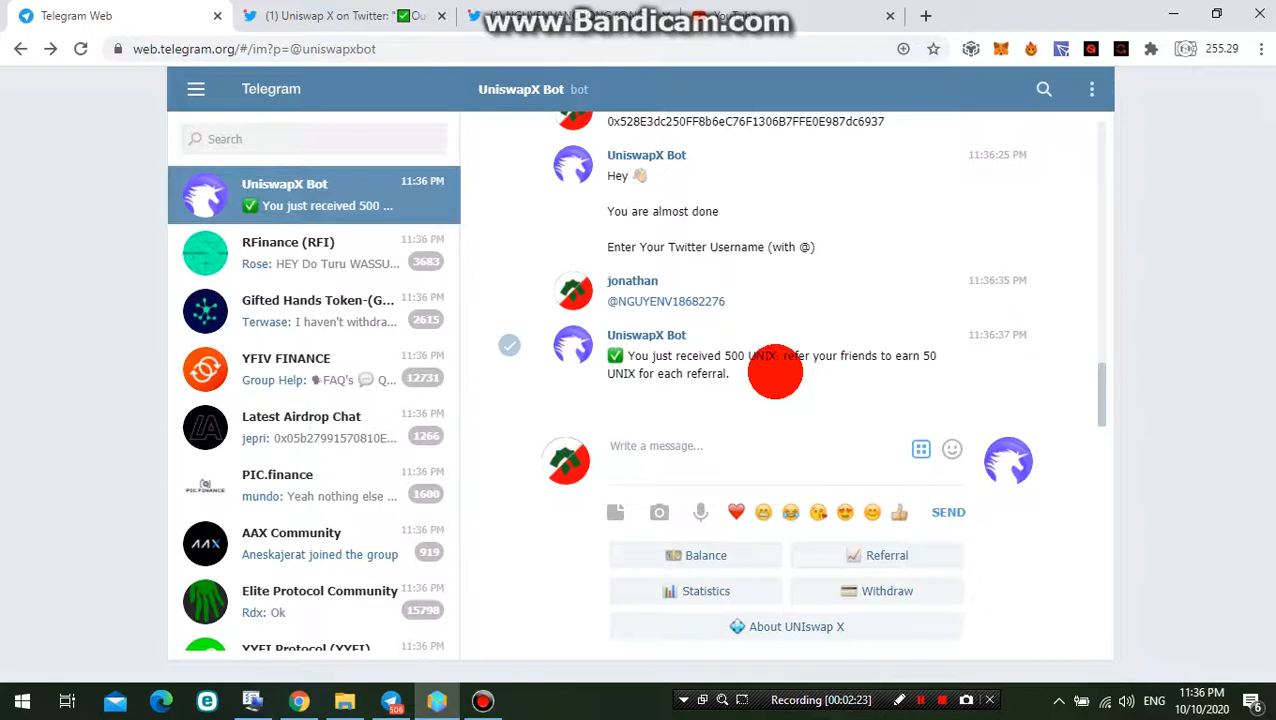 Telegram Web
(1) Uniswap X on Twitter: "✅Ou
YouTube
www.Bandicam.com
web.telegram.org/#/im?p=@uniswapxbot
255.29
Telegram
UniswapX Bot bot
Search
UniswapX Bot 11:36 PM
✅ You just received 500 ...
RFinance (RFI) 11:36 PM
Rose: HEY Do Turu WASSU... 3683
Gifted Hands Token-(G... 11:36 PM
Terwase: I haven't withdra... 2615
YFIV FINANCE 11:36 PM
Group Help: 🗣FAQ's 💬 Q... 12731
Latest Airdrop Chat 11:36 PM
jepri: 0x05b27991570810E... 1266
PIC.finance 11:36 PM
mundo: Yeah nothing else ... 1600
AAX Community 11:36 PM
Aneskajerat joined the group 919
Elite Protocol Community 11:36 PM
Rdx: Ok 15798
YYFI Protocol (YYFI) 11:36 PM
0x528E3dc250FF8b6eC76F1306B7FFE0E987dc6937
UniswapX Bot 11:36:25 PM
Hey 👋🏻
You are almost done
Enter Your Twitter Username (with @)
jonathan 11:36:35 PM
@NGUYENV18682276
UniswapX Bot 11:36:37 PM
✅ You just received 500 UNIX. refer your friends to earn 50
UNIX for each referral.
Write a message...
SEND
💵 Balance
📈 Referral
📊 Statistics
💳 Withdraw
💠 About UNIswap X
506
Recording [00:02:23]
ENG
11:36 PM
10/10/2020
6